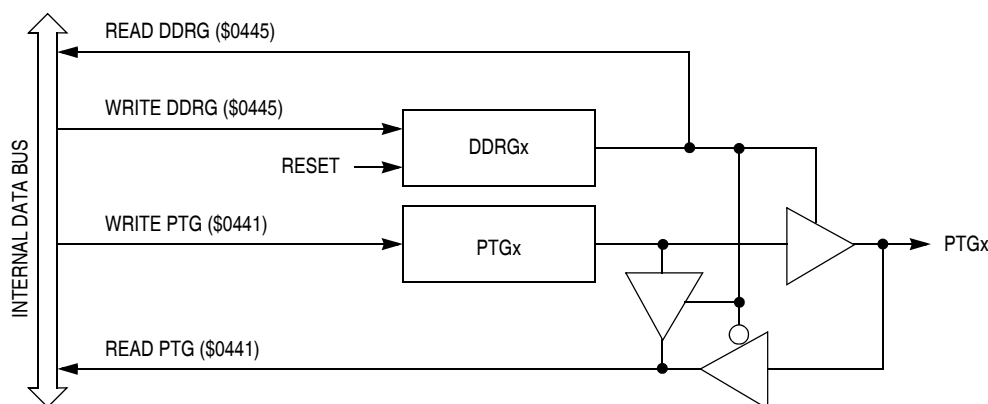 READ DDRG ($0445)
WRITE DDRG ($0445)
DDRGx
RESET
INTERNAL DATA BUS
WRITE PTG ($0441)
PTGx
PTGx
READ PTG ($0441)